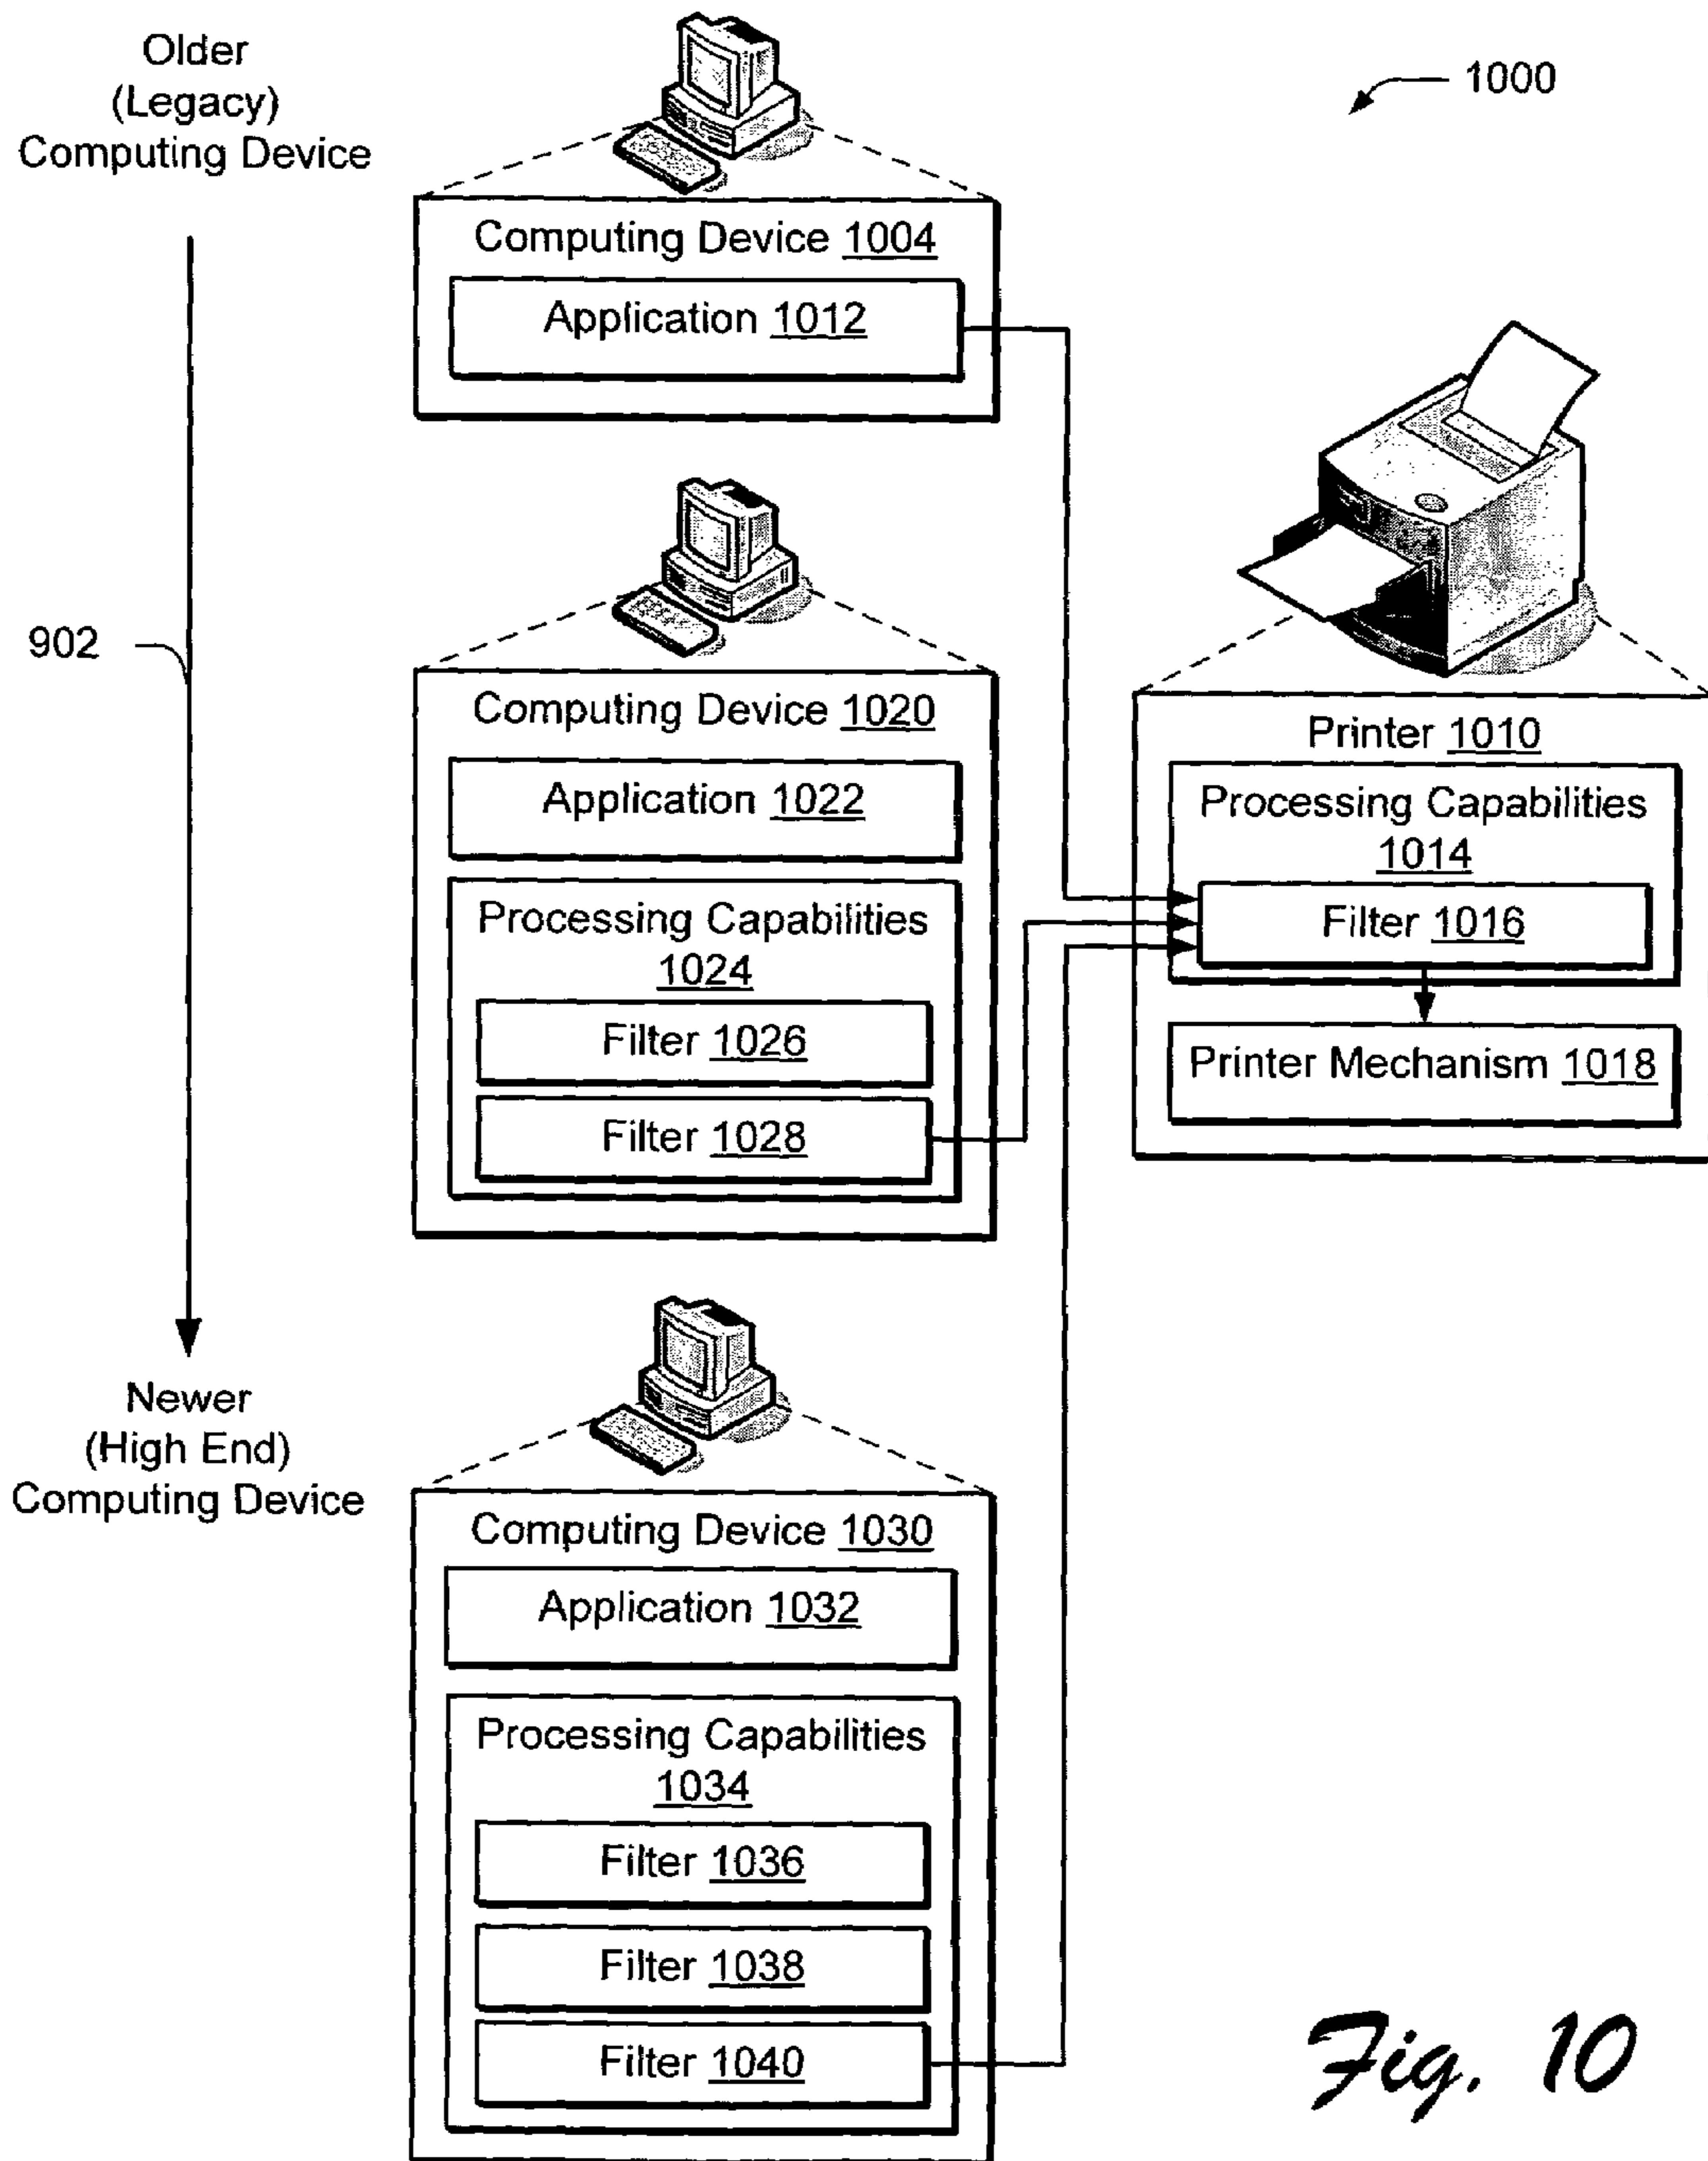 Older
(Legacy)
Computing Device
1000
Computing Device 1004
Application 1012
902
Computing Device 1020
Application 1022
Processing Capabilities
1024
Filter 1026
Filter 1028
Printer 1010
Processing Capabilities
1014
Filter 1016
Printer Mechanism 1018
Newer
(High End)
Computing Device
Computing Device 1030
Application 1032
Processing Capabilities
1034
Filter 1036
Filter 1038
Filter 1040
Fig. 10